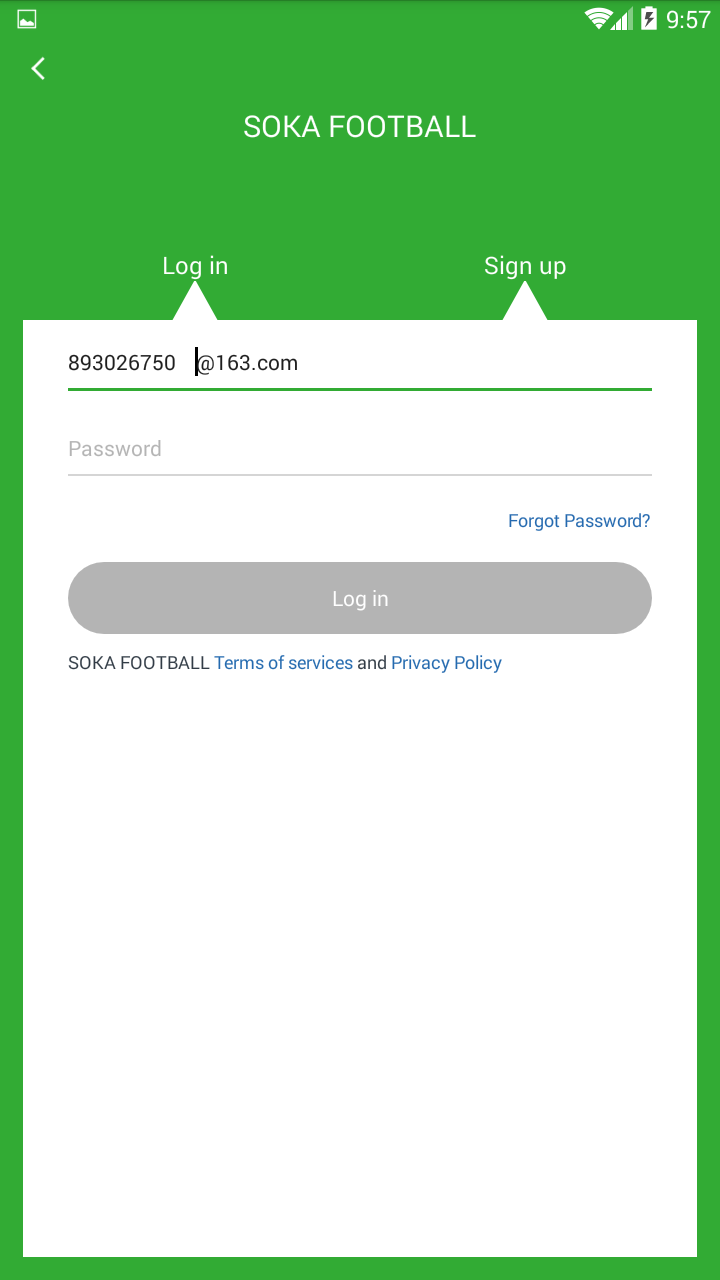 9:57
SOKA FOOTBALL
Log in
Sign up
893026750   @163.com
Password
Forgot Password?
Log in
SOKA FOOTBALL Terms of services and Privacy Policy